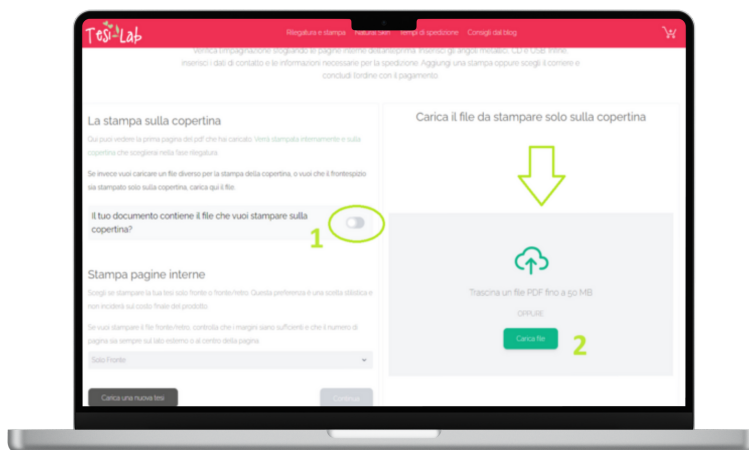 Tesi Lab
Rilegatura e stampa Natural Skin Tempi di spedizione Consigli dal blog
Verifica l'impaginazione sfogliando le pagine interne dell'anteprima. Inserisci gli angoli metallici, CD e USB. Infine,
inserisci i dati di contatto e le informazioni necessarie per la spedizione. Aggiungi una stampa oppure scegli il corriere e
concludi l'ordine con il pagamento.
La stampa sulla copertina
Qui puoi vedere la prima pagina del pdf che hai caricato. Verrà stampata internamente e sulla
copertina che sceglierai nella fase rilegatura.
Se invece vuoi caricare un file diverso per la stampa della copertina, o vuoi che il frontespizio
sia stampato solo sulla copertina, carica qui il file.
Il tuo documento contiene il file che vuoi stampare sulla
copertina?
1
Stampa pagine interne
Scegli se stampare la tua tesi solo fronte o fronte/retro. Questa preferenza è una scelta stilistica e
non inciderà sul costo finale del prodotto.
Se vuoi stampare il file fronte/retro, controlla che i margini siano sufficienti e che il numero di
pagina sia sempre sul lato esterno o al centro della pagina.
Solo Fronte
Carica una nuova tesi
Continua
Carica il file da stampare solo sulla copertina
Trascina un file PDF fino a 50 MB
OPPURE
Carica file
2